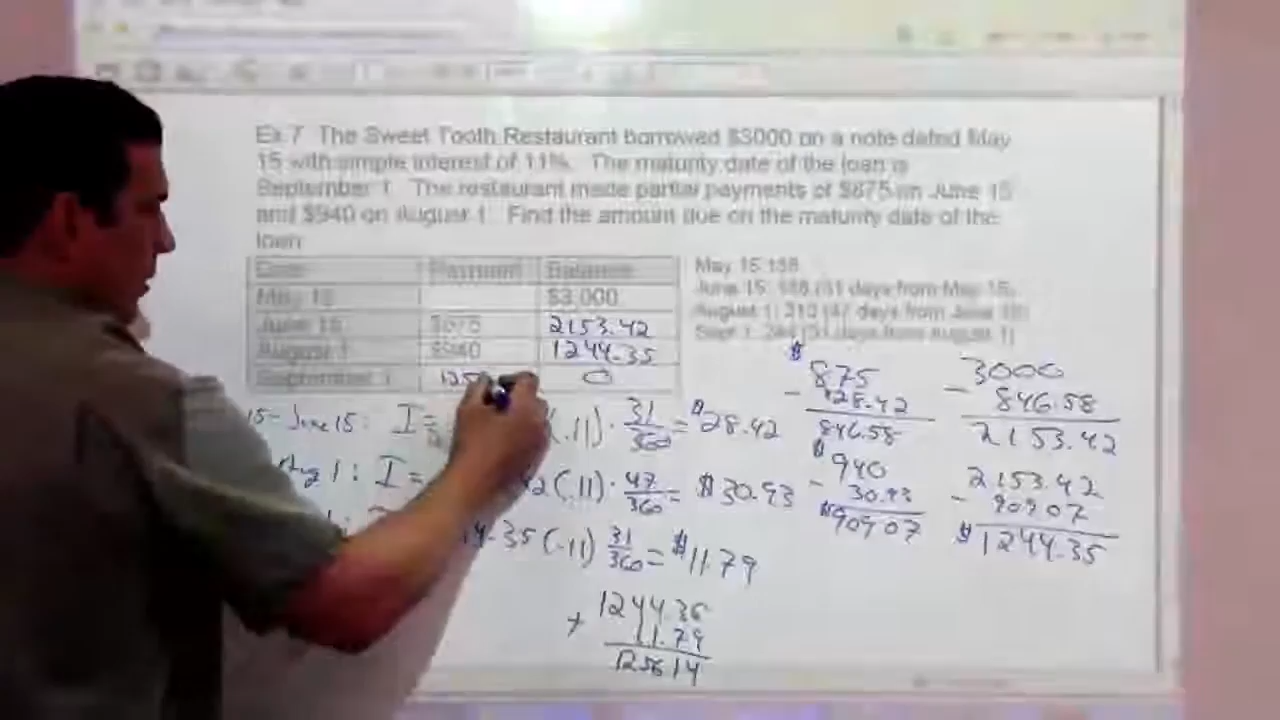 Ex 7 The Sweet Tooth Restaurant borrowed $3000 on a note dated May
15 with simple interest of 11%. The maturity date of the loan is
September 1. The restaurant made partial payments of $875 on June 15
and $940 on August 1. Find the amount due on the maturity date of the
loan
Date Payment Balance
May 15 $3,000
June 15 $875 2153.42
August 1 $940 1244.35
September 1 0
May 15
June 15 (31 days from May 15)
August 1: 213 (47 days from June 15)
Sept 1: 244 (31 days from August 1)
15-June 15: I= (.11) · 31/360 = $28.42
Aug 1: I= (.11) · 47/360 = $30.93
(.11) 31/360 = $11.79
1244.35
+ 11.79
1256.14
$875
- 28.42
846.58
$940
- 30.93
$909.07
3000
- 846.58
2153.42
2153.42
- 909.07
$1244.35